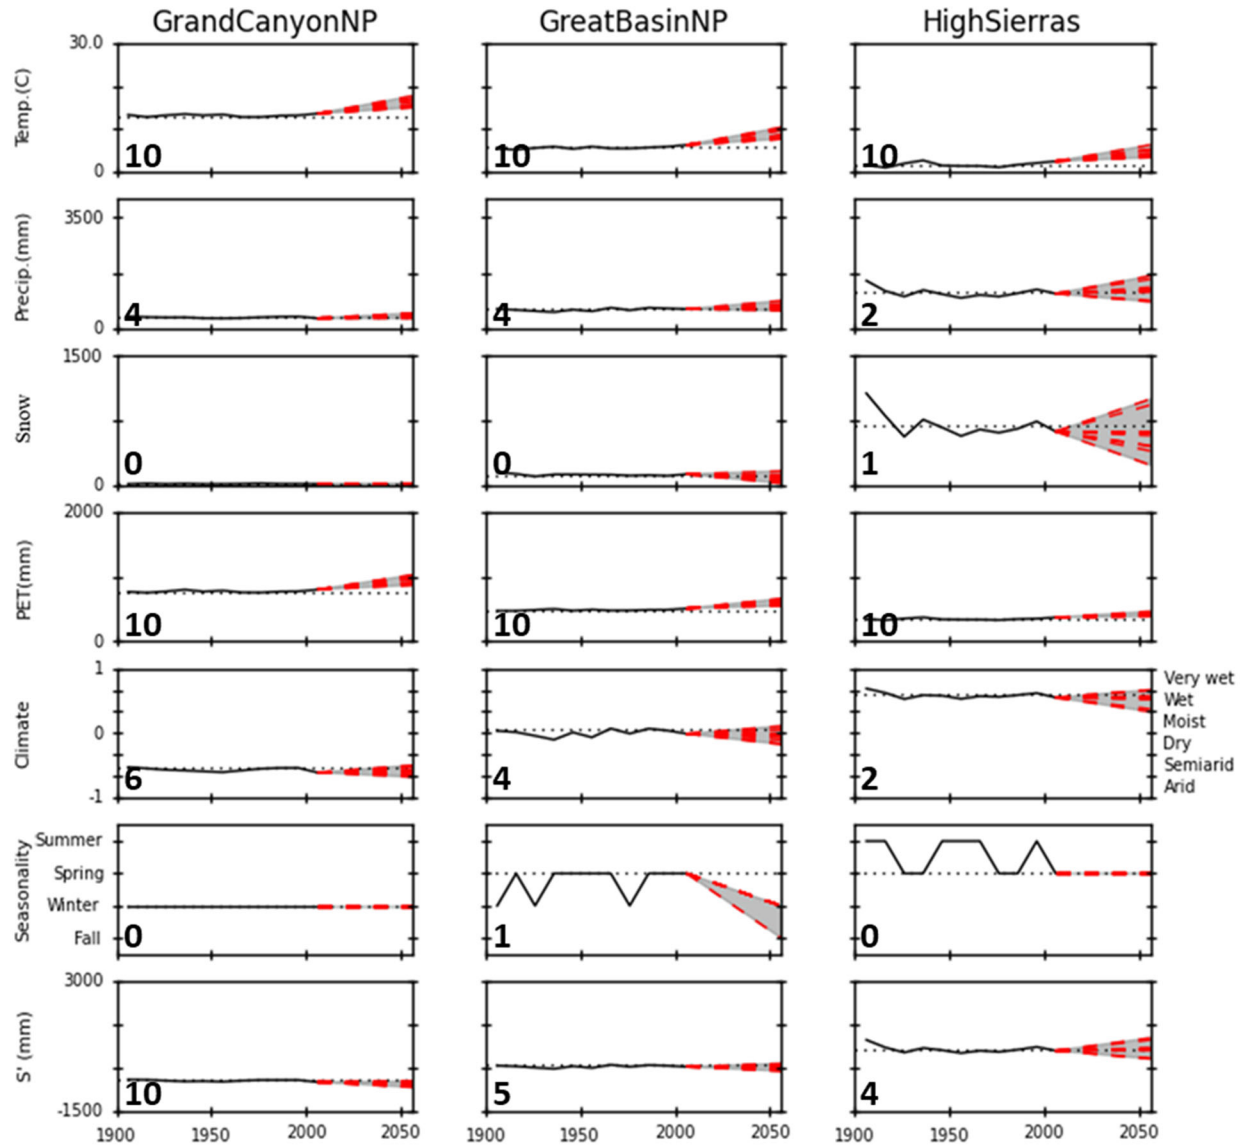 GrandCanyonNP GreatBasinNP HighSierras
30.0
Temp.(C)
0
10 10 10
3500
Precip.(mm)
0
4 4 2
1500
Snow
0
0 0 1
2000
PET(mm)
0
10 10 10
1
Climate
0
-1
6 4 2
Very wet
Wet
Moist
Dry
Semiarid
Arid
Seasonality
Summer
Spring
Winter
Fall
0 1 0
3000
S' (mm)
-1500
10 5 4
1900 1950 2000 2050 1900 1950 2000 2050 1900 1950 2000 2050